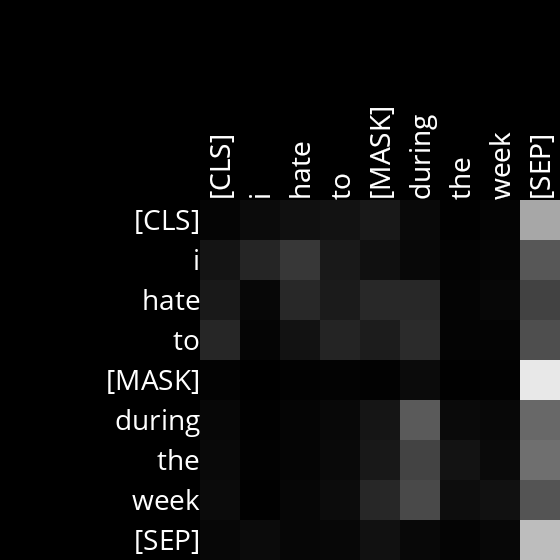 [CLS] i hate to [MASK] during the week [SEP]
[CLS]
i
hate
to
[MASK]
during
the
week
[SEP]